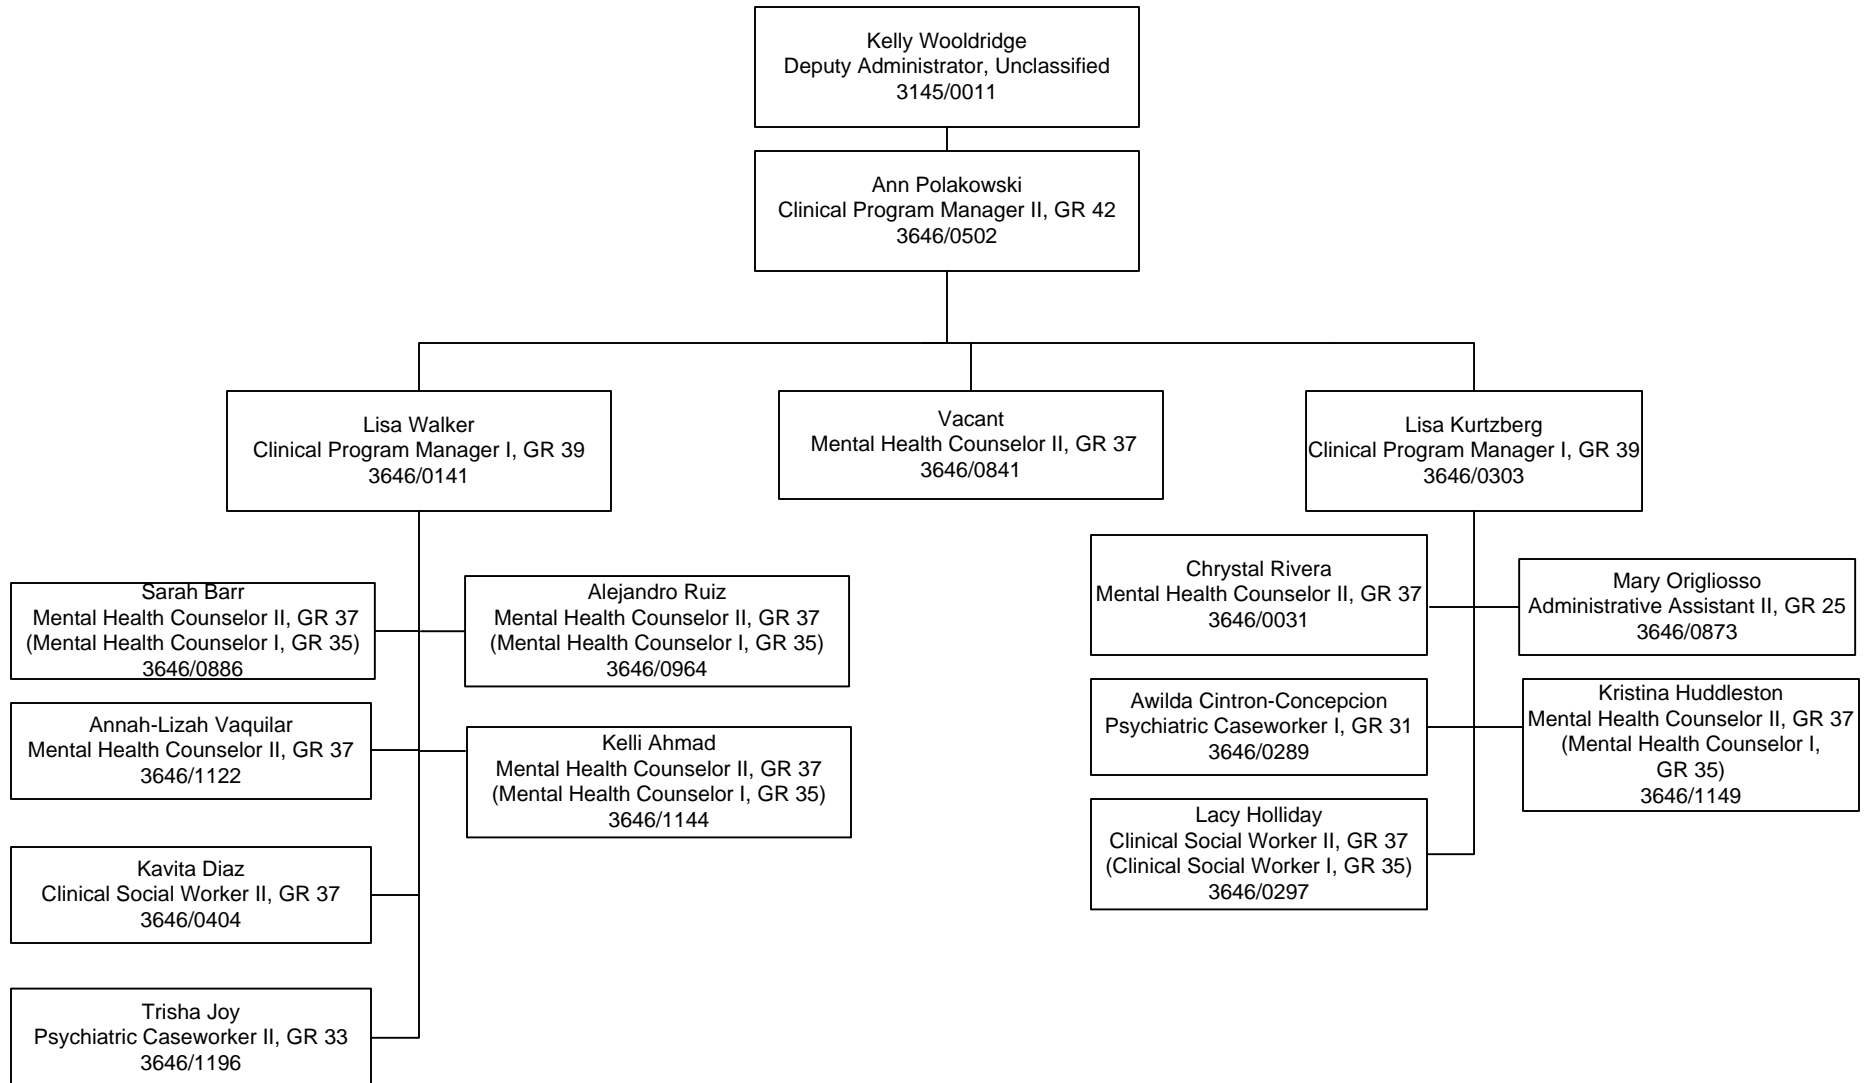 Kelly Wooldridge
Deputy Administrator, Unclassified
3145/0011
Ann Polakowski
Clinical Program Manager II, GR 42
3646/0502
Lisa Walker
Clinical Program Manager I, GR 39
3646/0141
Vacant
Mental Health Counselor II, GR 37
3646/0841
Lisa Kurtzberg
Clinical Program Manager I, GR 39
3646/0303
Sarah Barr
Mental Health Counselor II, GR 37
(Mental Health Counselor I, GR 35)
3646/0886
Alejandro Ruiz
Mental Health Counselor II, GR 37
(Mental Health Counselor I, GR 35)
3646/0964
Annah-Lizah Vaquilar
Mental Health Counselor II, GR 37
3646/1122
Kelli Ahmad
Mental Health Counselor II, GR 37
(Mental Health Counselor I, GR 35)
3646/1144
Kavita Diaz
Clinical Social Worker II, GR 37
3646/0404
Trisha Joy
Psychiatric Caseworker II, GR 33
3646/1196
Chrystal Rivera
Mental Health Counselor II, GR 37
3646/0031
Mary Origliosso
Administrative Assistant II, GR 25
3646/0873
Awilda Cintron-Concepcion
Psychiatric Caseworker I, GR 31
3646/0289
Kristina Huddleston
Mental Health Counselor II, GR 37
(Mental Health Counselor I,
GR 35)
3646/1149
Lacy Holliday
Clinical Social Worker II, GR 37
(Clinical Social Worker I, GR 35)
3646/0297